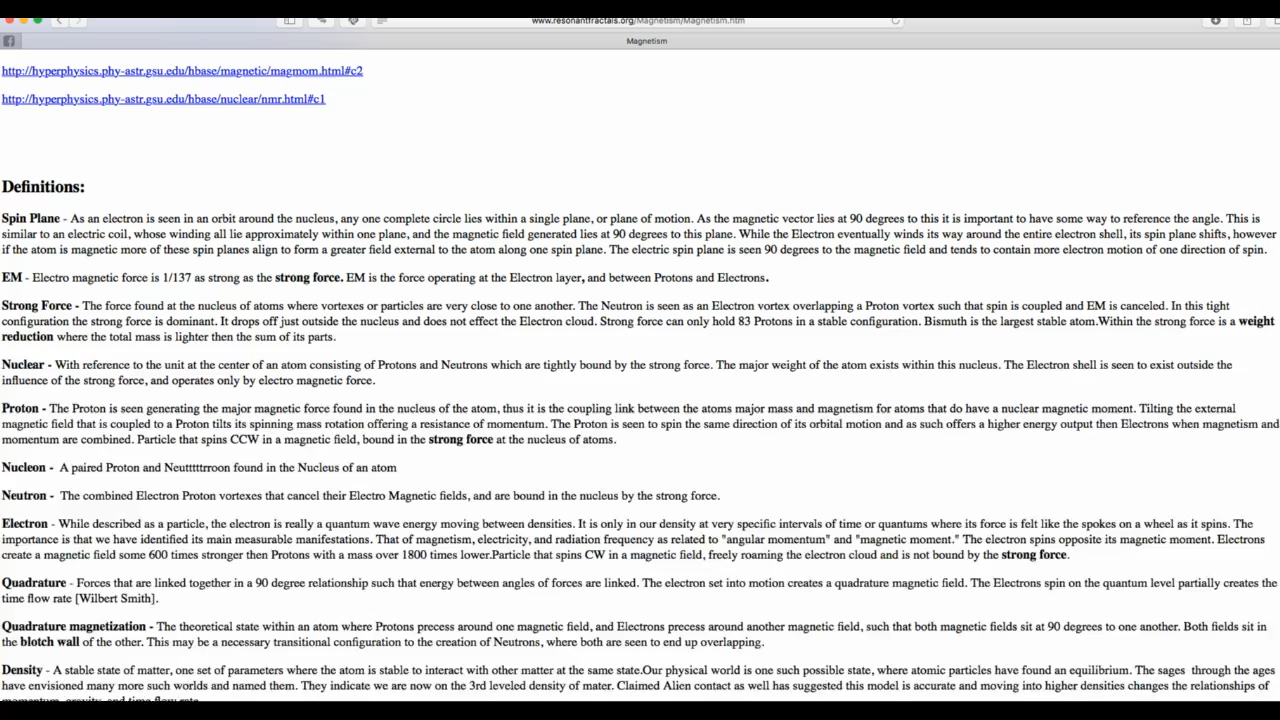 www.resonantfractals.org/Magnetism/Magnetism.htm
Magnetism
http://hyperphysics.phy-astr.gsu.edu/hbase/magnetic/magmom.html#c2
http://hyperphysics.phy-astr.gsu.edu/hbase/nuclear/nmr.html#c1
Definitions:
Spin Plane - As an electron is seen in an orbit around the nucleus, any one complete circle lies within a single plane, or plane of motion. As the magnetic vector lies at 90 degrees to this it is important to have some way to reference the angle. This is
similar to an electric coil, whose winding all lie approximately within one plane, and the magnetic field generated lies at 90 degrees to this plane. While the Electron eventually winds its way around the entire electron shell, its spin plane shifts, however
if the atom is magnetic more of these spin planes align to form a greater field external to the atom along one spin plane. The electric spin plane is seen 90 degrees to the magnetic field and tends to contain more electron motion of one direction of spin.
EM - Electro magnetic force is 1/137 as strong as the strong force. EM is the force operating at the Electron layer, and between Protons and Electrons.
Strong Force - The force found at the nucleus of atoms where vortexes or particles are very close to one another. The Neutron is seen as an Electron vortex overlapping a Proton vortex such that spin is coupled and EM is canceled. In this tight
configuration the strong force is dominant. It drops off just outside the nucleus and does not effect the Electron cloud. Strong force can only hold 83 Protons in a stable configuration. Bismuth is the largest stable atom.Within the strong force is a weight
reduction where the total mass is lighter then the sum of its parts.
Nuclear - With reference to the unit at the center of an atom consisting of Protons and Neutrons which are tightly bound by the strong force. The major weight of the atom exists within this nucleus. The Electron shell is seen to exist outside the
influence of the strong force, and operates only by electro magnetic force.
Proton - The Proton is seen generating the major magnetic force found in the nucleus of the atom, thus it is the coupling link between the atoms major mass and magnetism for atoms that do have a nuclear magnetic moment. Tilting the external
magnetic field that is coupled to a Proton tilts its spinning mass rotation offering a resistance of momentum. The Proton is seen to spin the same direction of its orbital motion and as such offers a higher energy output then Electrons when magnetism and
momentum are combined. Particle that spins CCW in a magnetic field, bound in the strong force at the nucleus of atoms.
Nucleon - A paired Proton and Neutttttrroon found in the Nucleus of an atom
Neutron - The combined Electron Proton vortexes that cancel their Electro Magnetic fields, and are bound in the nucleus by the strong force.
Electron - While described as a particle, the electron is really a quantum wave energy moving between densities. It is only in our density at very specific intervals of time or quantums where its force is felt like the spokes on a wheel as it spins. The
importance is that we have identified its main measurable manifestations. That of magnetism, electricity, and radiation frequency as related to "angular momentum" and "magnetic moment." The electron spins opposite its magnetic moment. Electrons
create a magnetic field some 600 times stronger then Protons with a mass over 1800 times lower.Particle that spins CW in a magnetic field, freely roaming the electron cloud and is not bound by the strong force.
Quadrature - Forces that are linked together in a 90 degree relationship such that energy between angles of forces are linked. The electron set into motion creates a quadrature magnetic field. The Electrons spin on the quantum level partially creates the
time flow rate [Wilbert Smith].
Quadrature magnetization - The theoretical state within an atom where Protons precess around one magnetic field, and Electrons precess around another magnetic field, such that both magnetic fields sit at 90 degrees to one another. Both fields sit in
the blotch wall of the other. This may be a necessary transitional configuration to the creation of Neutrons, where both are seen to end up overlapping.
Density - A stable state of matter, one set of parameters where the atom is stable to interact with other matter at the same state.Our physical world is one such possible state, where atomic particles have found an equilibrium. The sages through the ages
have envisioned many more such worlds and named them. They indicate we are now on the 3rd leveled density of mater. Claimed Alien contact as well has suggested this model is accurate and moving into higher densities changes the relationships of
momentum, gravity, and time flow rate.